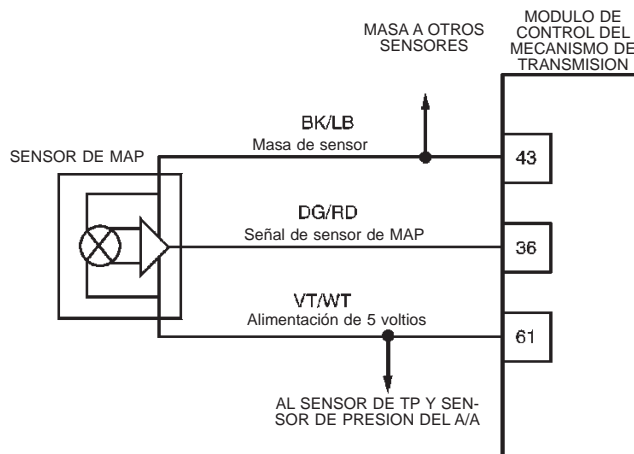 MASA A OTROS
SENSORES
MODULO DE
CONTROL DEL
MECANISMO DE
TRANSMISION
SENSOR DE MAP
BK/LB
Masa de sensor
43
DG/RD
Señal de sensor de MAP
36
VT/WT
Alimentación de 5 voltios
61
AL SENSOR DE TP Y SEN-
SOR DE PRESION DEL A/A